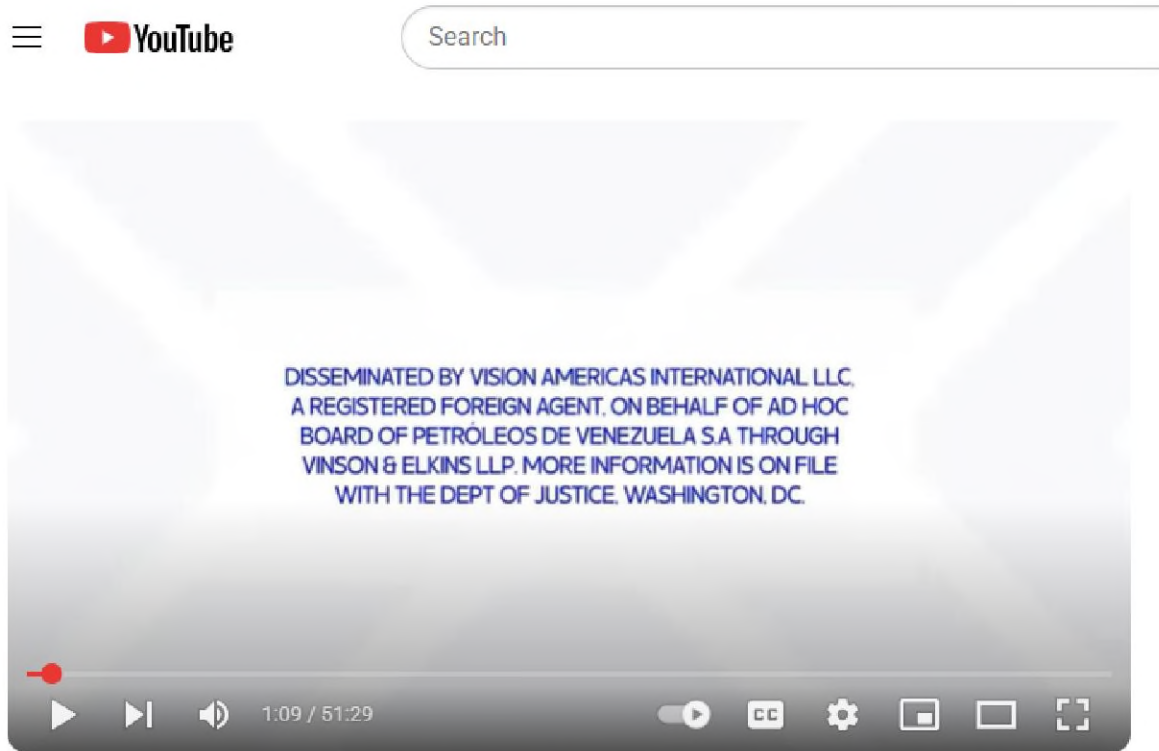 YouTube
Search
DISSEMINATED BY VISION AMERICAS INTERNATIONAL LLC,
A REGISTERED FOREIGN AGENT, ON BEHALF OF AD HOC
BOARD OF PETRÓLEOS DE VENEZUELA S.A THROUGH
VINSON & ELKINS LLP. MORE INFORMATION IS ON FILE
WITH THE DEPT OF JUSTICE, WASHINGTON, DC.
1:09 / 51:29
CC